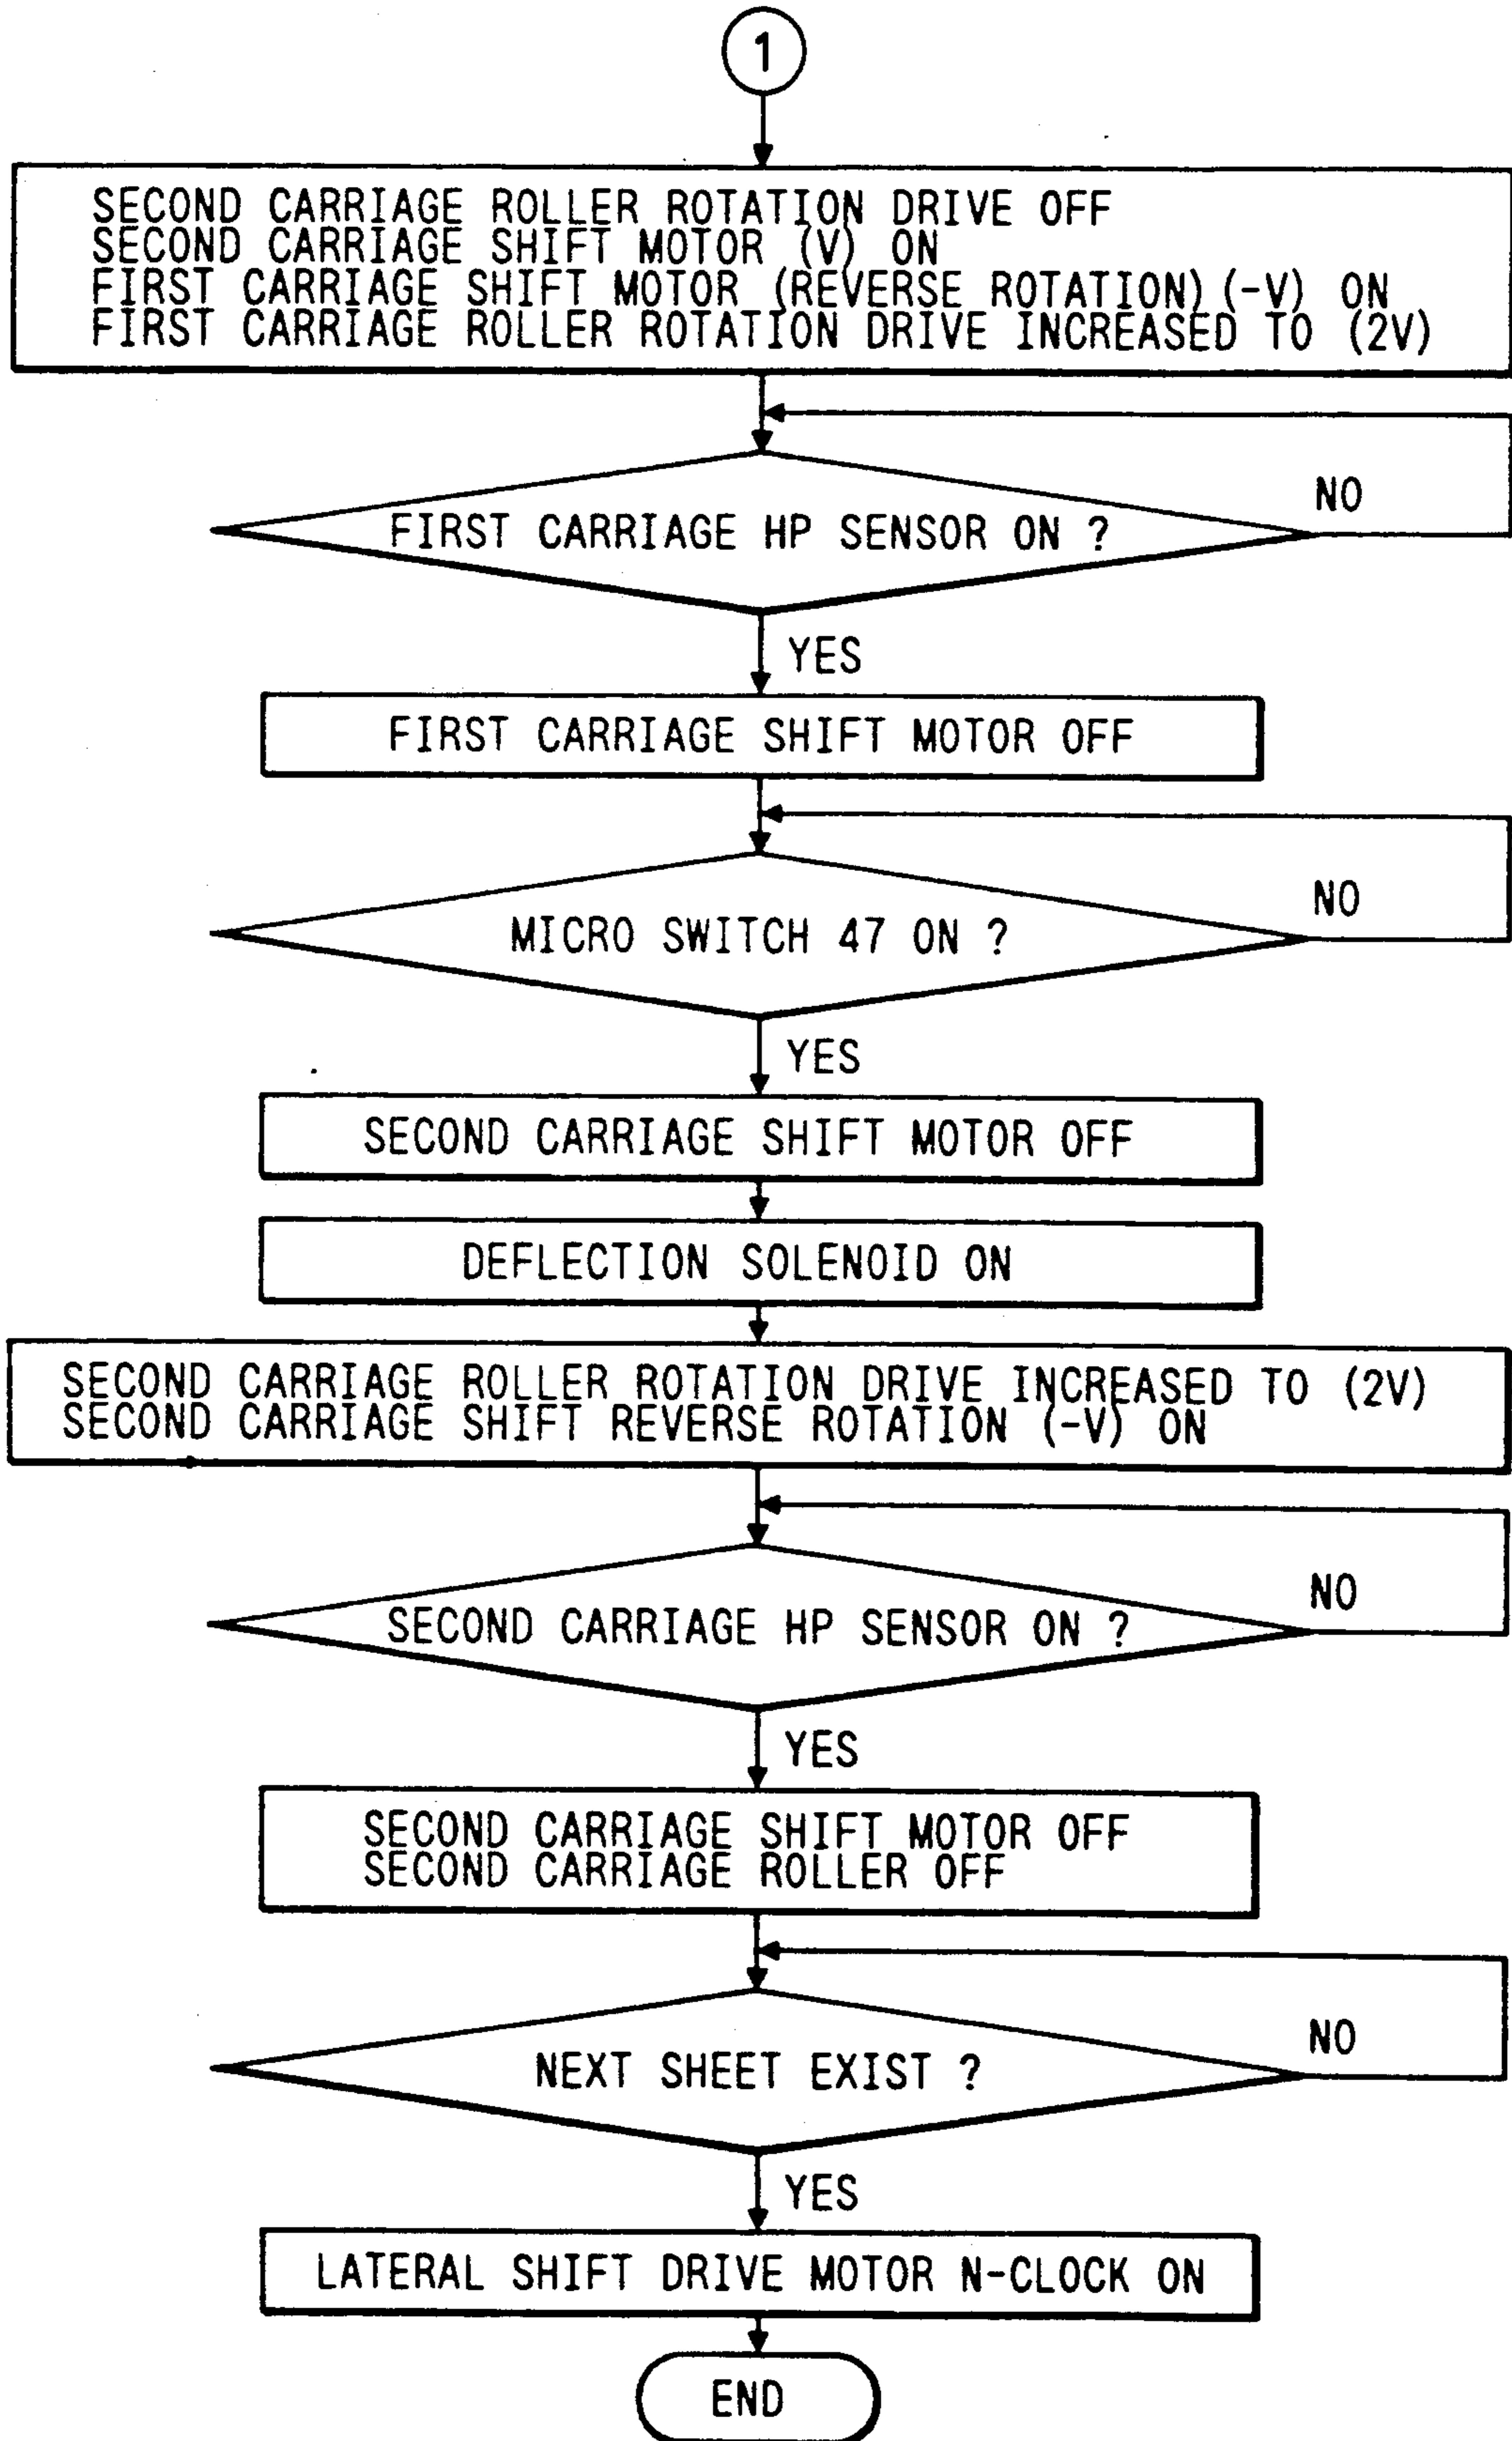 1
SECOND CARRIAGE ROLLER ROTATION DRIVE OFF
SECOND CARRIAGE SHIFT MOTOR (V) ON
FIRST CARRIAGE SHIFT MOTOR (REVERSE ROTATION)(-V) ON
FIRST CARRIAGE ROLLER ROTATION DRIVE INCREASED TO (2V)
NO
FIRST CARRIAGE HP SENSOR ON ?
YES
FIRST CARRIAGE SHIFT MOTOR OFF
NO
MICRO SWITCH 47 ON ?
YES
SECOND CARRIAGE SHIFT MOTOR OFF
DEFLECTION SOLENOID ON
SECOND CARRIAGE ROLLER ROTATION DRIVE INCREASED TO (2V)
SECOND CARRIAGE SHIFT REVERSE ROTATION (-V) ON
NO
SECOND CARRIAGE HP SENSOR ON ?
YES
SECOND CARRIAGE SHIFT MOTOR OFF
SECOND CARRIAGE ROLLER OFF
NO
NEXT SHEET EXIST ?
YES
LATERAL SHIFT DRIVE MOTOR N-CLOCK ON
END